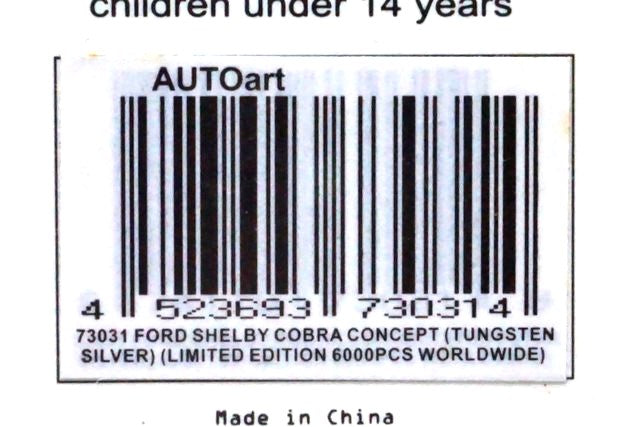 children under 14 years
AUTOart
4 523693 730314
73031 FORD SHELBY COBRA CONCEPT (TUNGSTEN
SILVER) (LIMITED EDITION 6000PCS WORLDWIDE)
Made in China